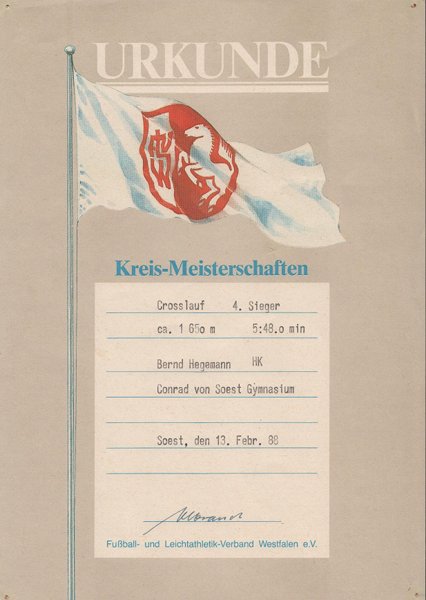 URKUNDE
Kreis-Meisterschaften
Crosslauf 4. Sieger
ca. 1 65o m 5:48.o min
Bernd Hegemann HK
Conrad von Soest Gymnasium
Soest, den 13. Febr. 88
Fußball- und Leichtathletik-Verband Westfalen e.V.